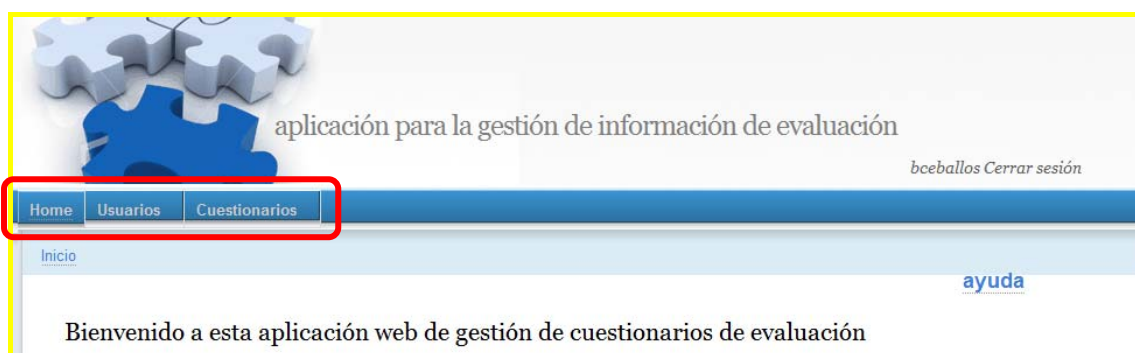 aplicación para la gestión de información de evaluación
bceballos Cerrar sesión
Home Usuarios Cuestionarios
Inicio
ayuda
Bienvenido a esta aplicación web de gestión de cuestionarios de evaluación